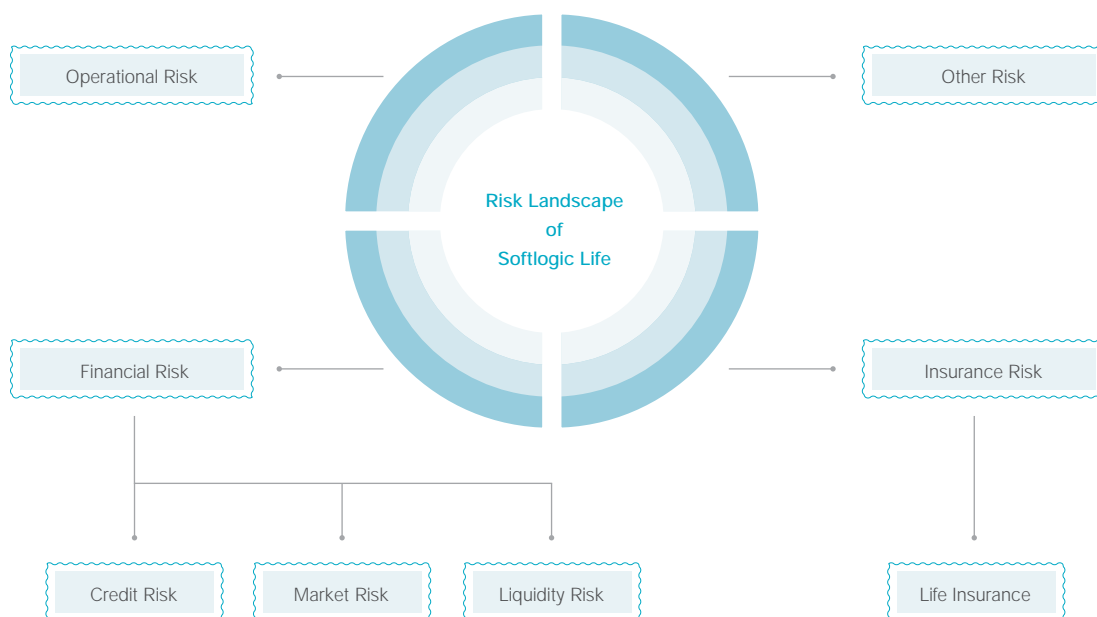 Operational Risk
Other Risk
Risk Landscape
of
Softlogic Life
Financial Risk
Insurance Risk
Credit Risk
Market Risk
Liquidity Risk
Life Insurance